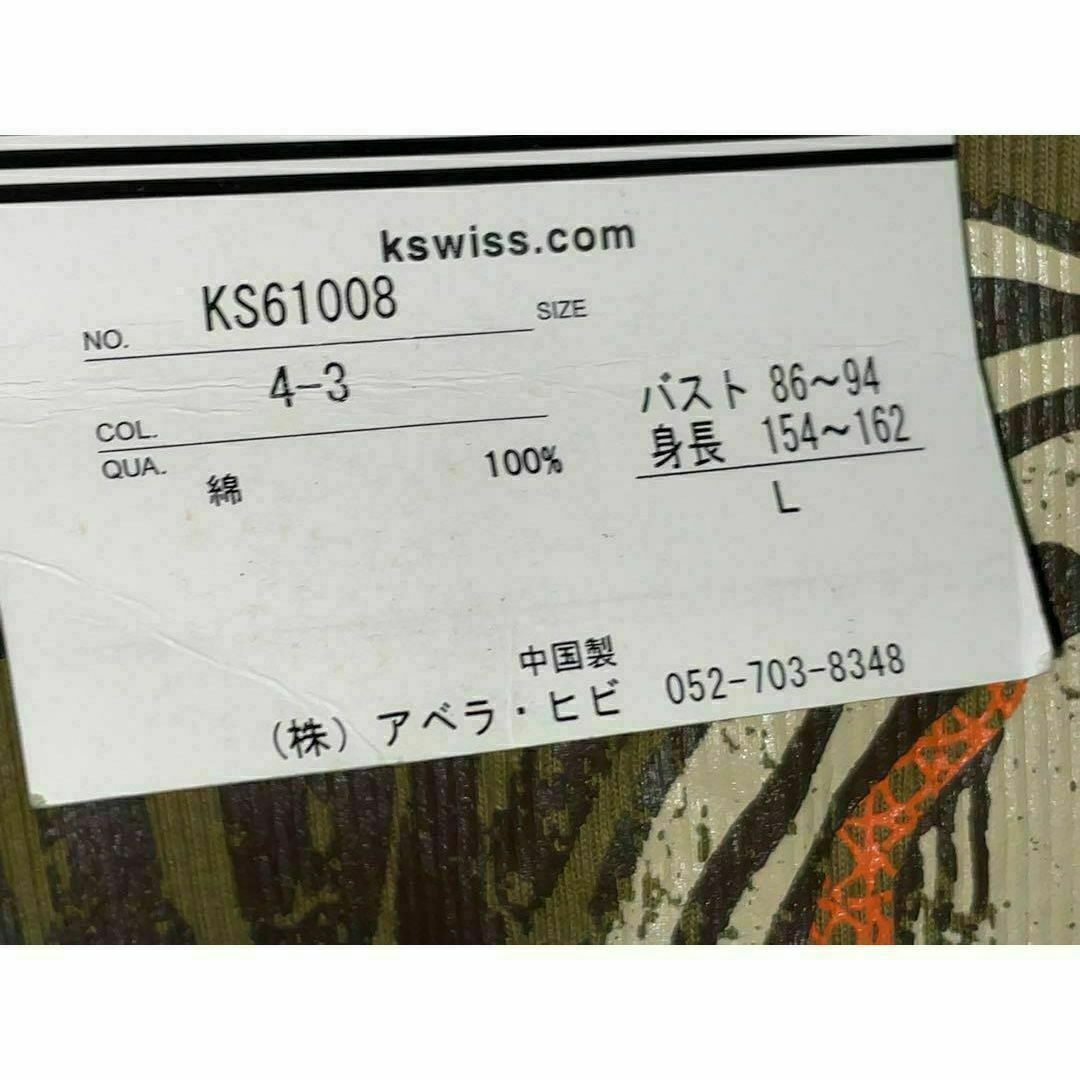 kswiss.com
NO. KS61008 SIZE
COL. 4-3
QUA. 綿 100%
バスト 86～94
身長 154～162
L
中国製
(株)アベラ・ヒビ 052-703-8348